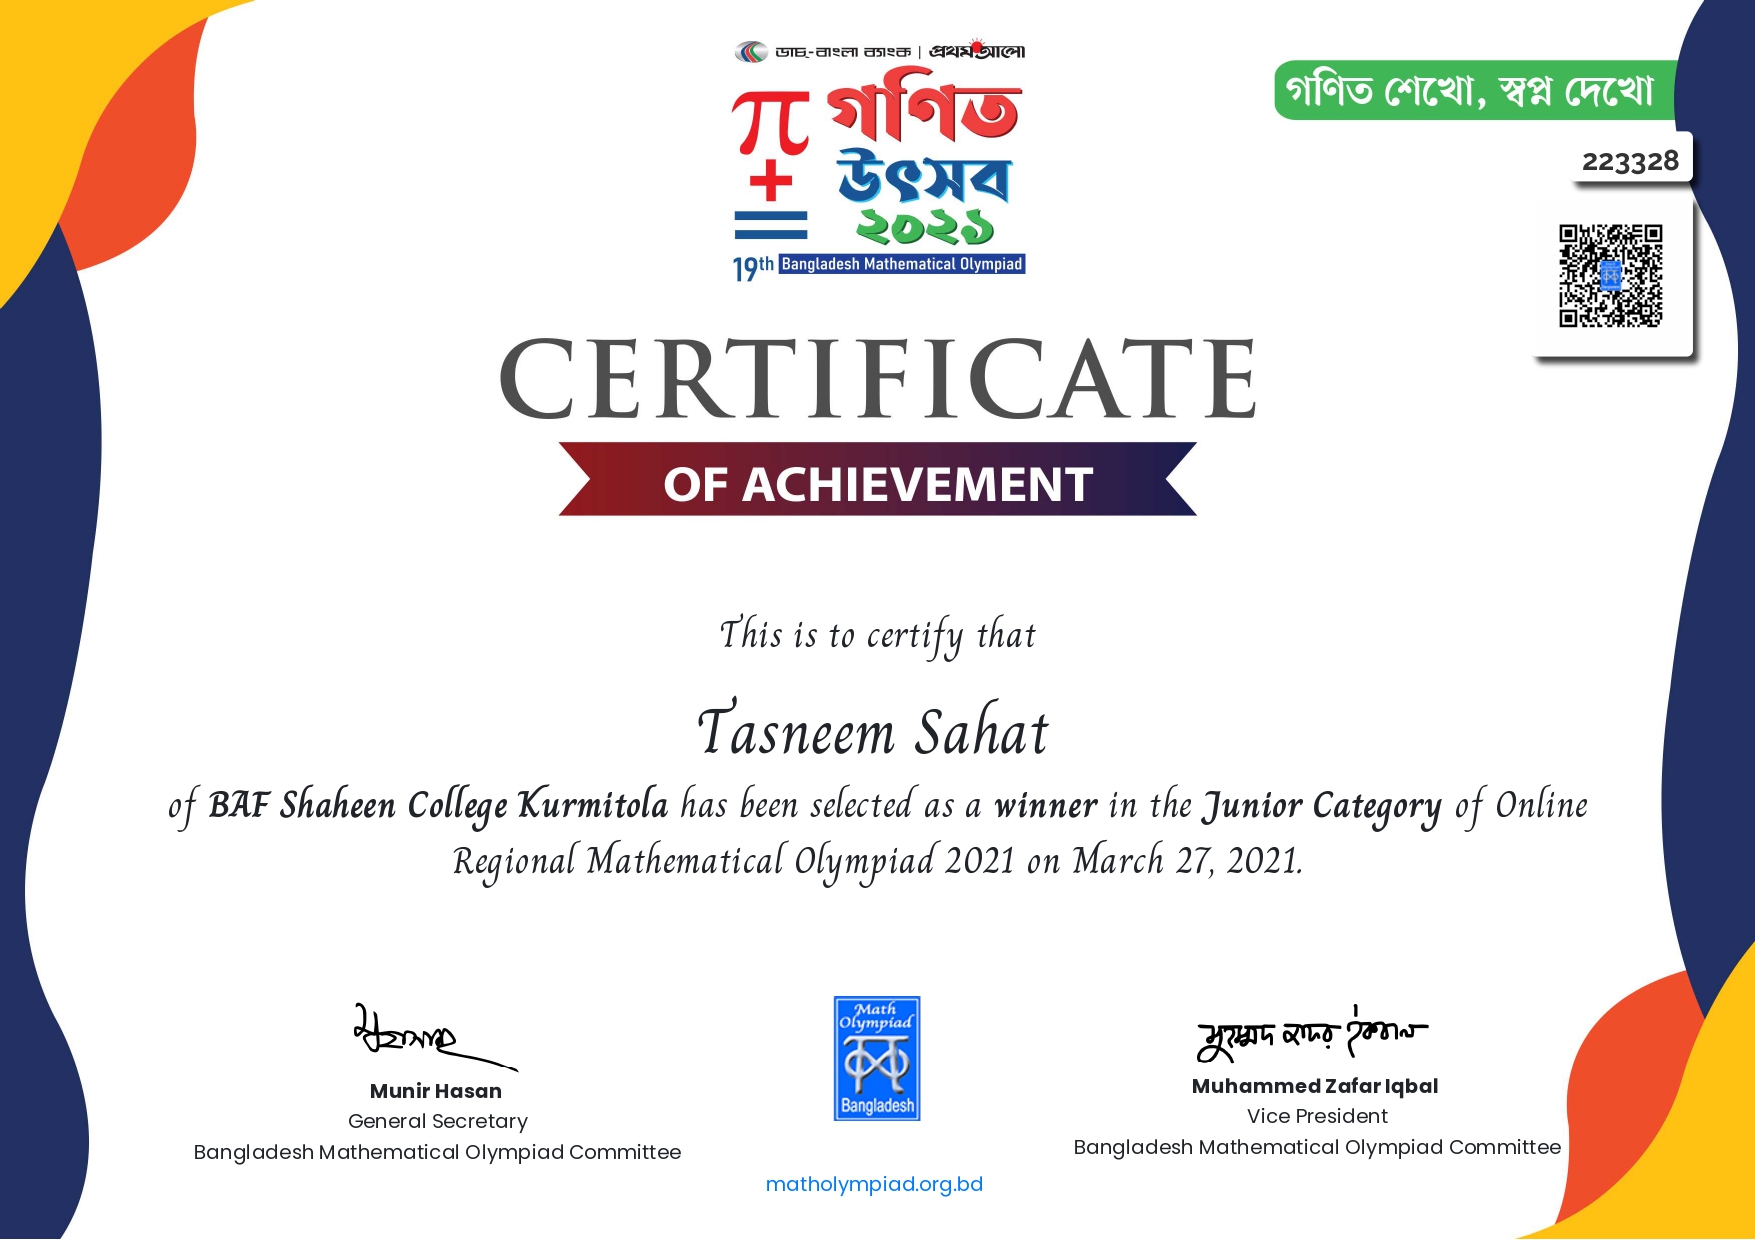 ডাচ্-বাংলা ব্যাংক | প্রথম আলো
π গণিত
+ উৎসব
= ২০২১
19th Bangladesh Mathematical Olympiad
গণিত শেখো, স্বপ্ন দেখো
223328
CERTIFICATE
OF ACHIEVEMENT
This is to certify that
Tasneem Sahat
of BAF Shaheen College Kurmitola has been selected as a winner in the Junior Category of Online
Regional Mathematical Olympiad 2021 on March 27, 2021.
মুহম্মদ জাফর ইকবাল
Munir Hasan
General Secretary
Bangladesh Mathematical Olympiad Committee
Math
Olympiad
Bangladesh
Muhammed Zafar Iqbal
Vice President
Bangladesh Mathematical Olympiad Committee
matholympiad.org.bd